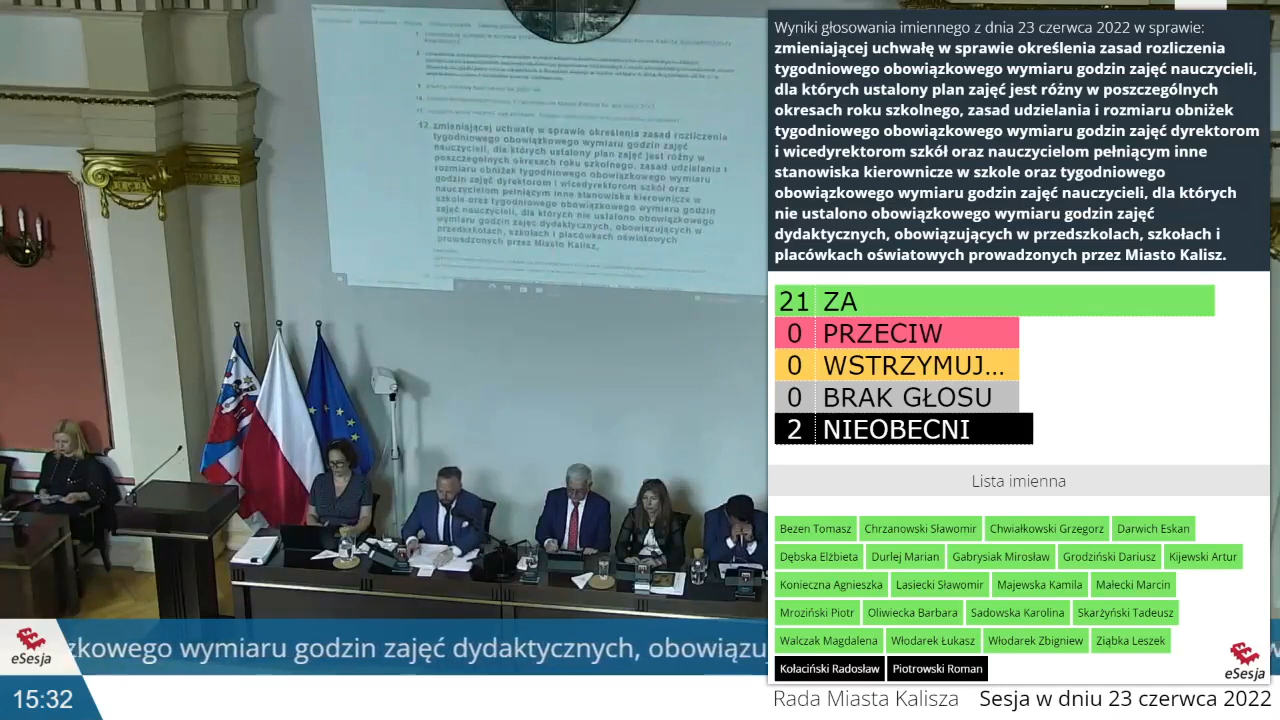 Wyniki głosowania imiennego z dnia 23 czerwca 2022 w sprawie:
zmieniającej uchwałę w sprawie określenia zasad rozliczenia
tygodniowego obowiązkowego wymiaru godzin zajęć nauczycieli,
dla których ustalony plan zajęć jest różny w poszczególnych
okresach roku szkolnego, zasad udzielania i rozmiaru obniżek
tygodniowego obowiązkowego wymiaru godzin zajęć dyrektorom
i wicedyrektorom szkół oraz nauczycielom pełniącym inne
stanowiska kierownicze w szkole oraz tygodniowego
obowiązkowego wymiaru godzin zajęć nauczycieli, dla których
nie ustalono obowiązkowego wymiaru godzin zajęć
dydaktycznych, obowiązujących w przedszkolach, szkołach i
placówkach oświatowych prowadzonych przez Miasto Kalisz.
21 ZA
0 PRZECIW
0 WSTRZYMUJ...
0 BRAK GŁOSU
2 NIEOBECNI
Lista imienna
Bezen Tomasz Chrzanowski Sławomir Chwiałkowski Grzegorz Darwich Eskan
Dębska Elżbieta Durlej Marian Gabrysiak Mirosław Grodziński Dariusz Kijewski Artur
Konieczna Agnieszka Lasiecki Sławomir Majewska Kamila Małecki Marcin
Mroziński Piotr Oliwiecka Barbara Sadowska Karolina Skarżyński Tadeusz
Walczak Magdalena Włodarek Łukasz Włodarek Zbigniew Ziąbka Leszek
Kołaciński Radosław Piotrowski Roman
eSesja
12. zmieniającej uchwałę w sprawie określenia zasad rozliczenia
tygodniowego obowiązkowego wymiaru godzin zajęć
nauczycieli, dla których ustalony plan zajęć jest różny w
poszczególnych okresach roku szkolnego, zasad udzielania i
rozmiaru obniżek tygodniowego obowiązkowego wymiaru
godzin zajęć dyrektorom i wicedyrektorom szkół oraz
nauczycielom pełniącym inne stanowiska kierownicze w
szkole oraz tygodniowego obowiązkowego wymiaru godzin
zajęć nauczycieli, dla których nie ustalono obowiązkowego
wymiaru godzin zajęć dydaktycznych, obowiązujących w
przedszkolach, szkołach i placówkach oświatowych
prowadzonych przez Miasto Kalisz,
eSesja
zkowego wymiaru godzin zajęć dydaktycznych, obowiązu
15:32
Rada Miasta Kalisza Sesja w dniu 23 czerwca 2022